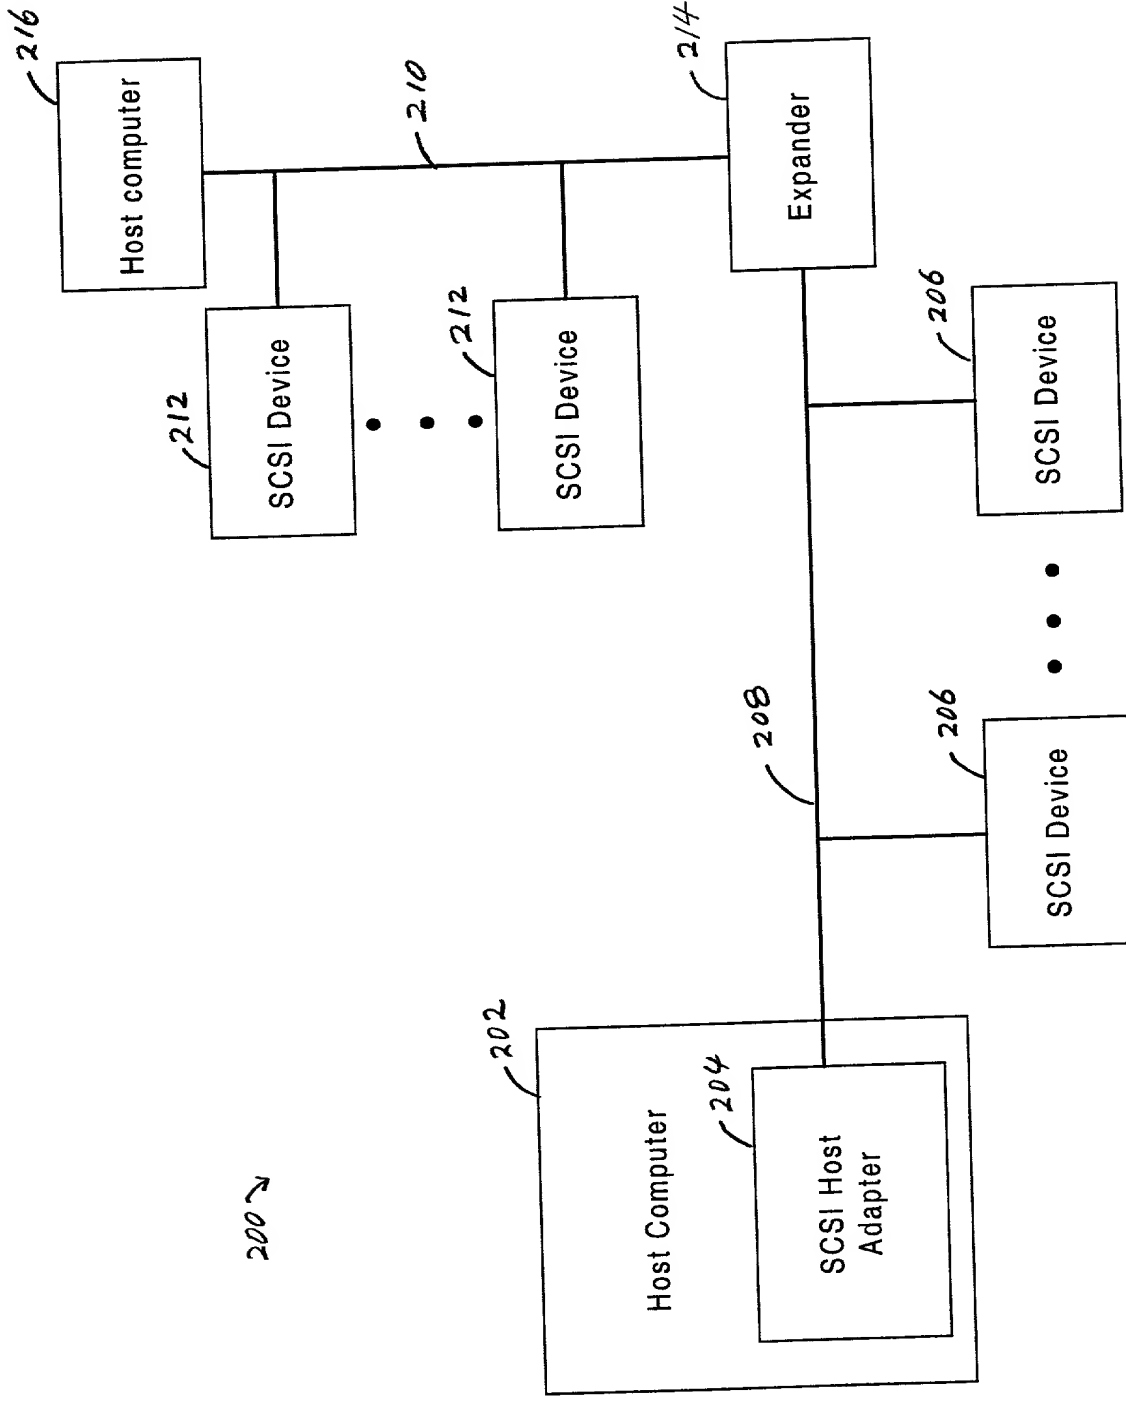 200
202
Host Computer
204
SCSI Host
Adapter
208
206
SCSI Device
206
SCSI Device
212
SCSI Device
212
SCSI Device
210
214
Expander
216
Host computer